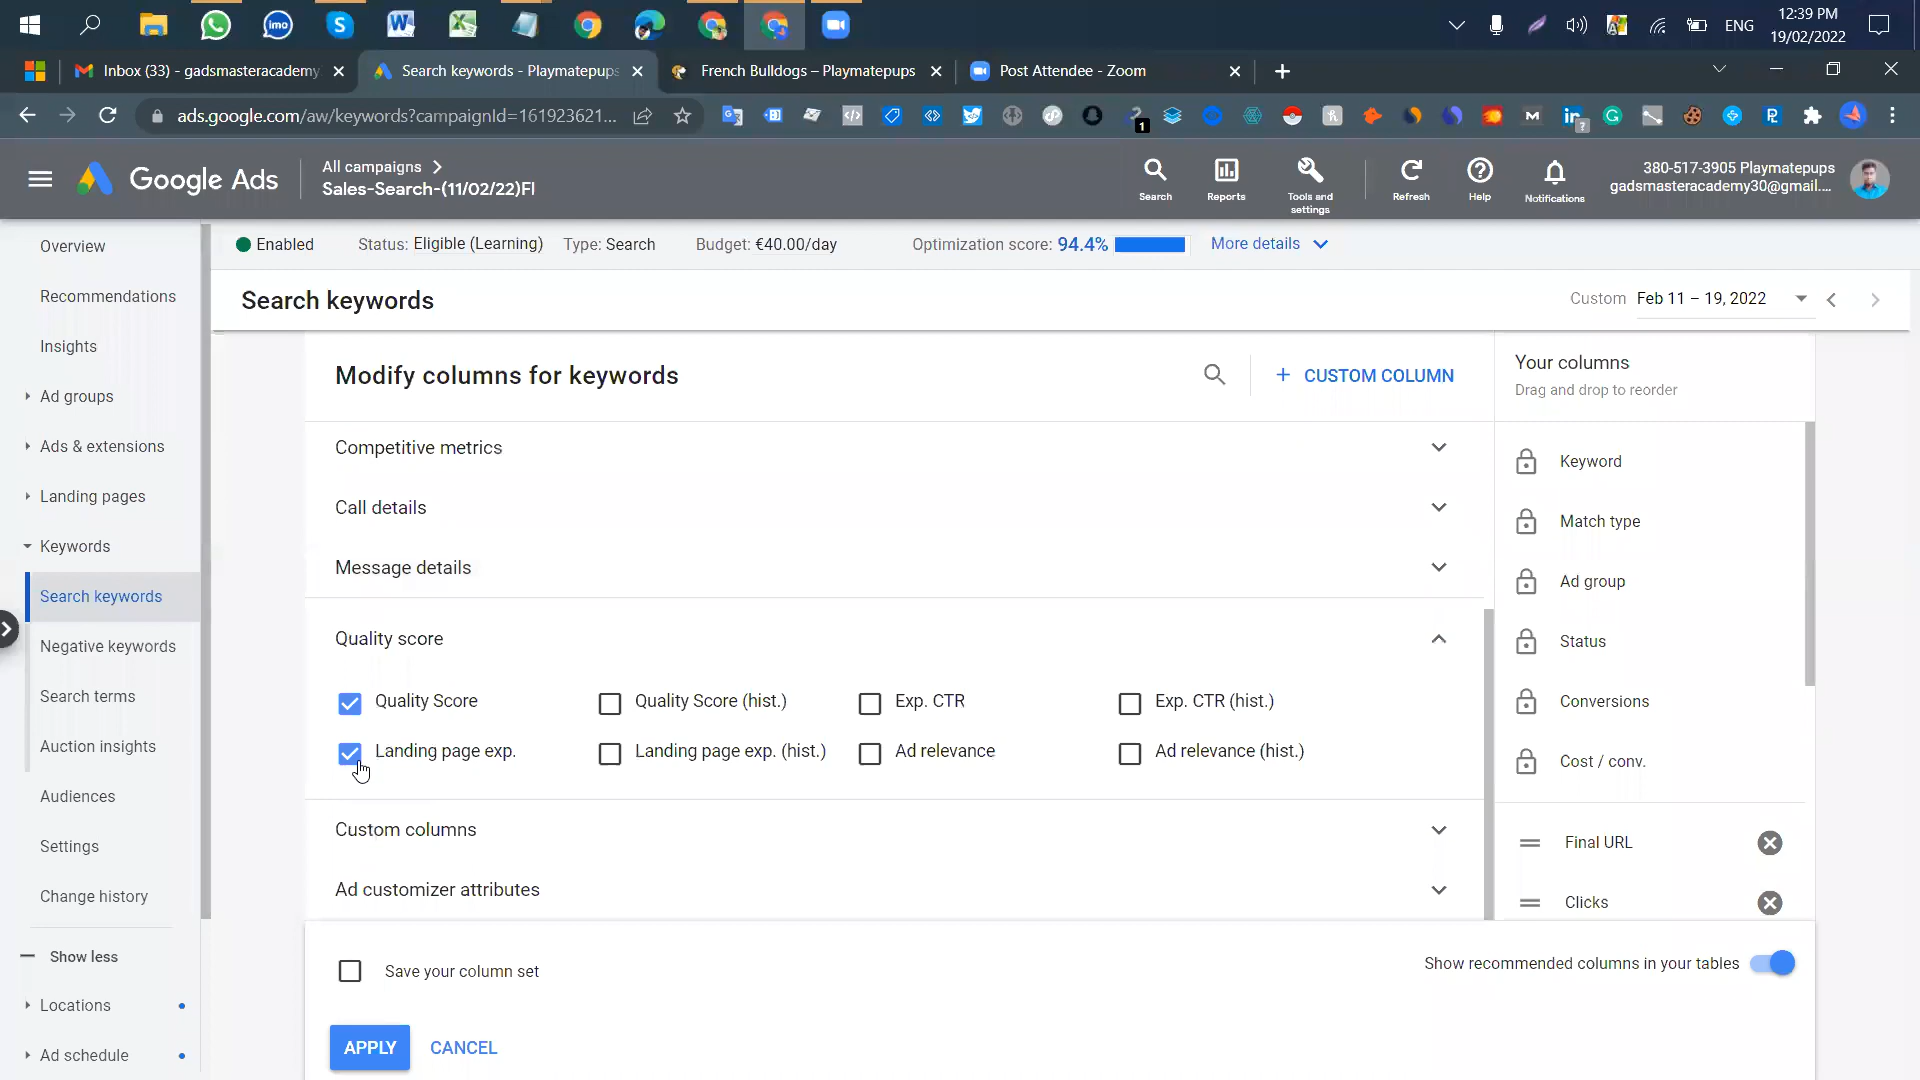 ENG
12:39 PM
19/02/2022
Inbox (33) - gadsmasteracademy
Search keywords - Playmatepups
French Bulldogs – Playmatepups
Post Attendee - Zoom
ads.google.com/aw/keywords?campaignId=161923621...
Google Ads
All campaigns
Sales-Search-(11/02/22)FI
Search
Reports
Tools and
settings
Refresh
Help
Notifications
380-517-3905 Playmatepups
gadsmasteracademy30@gmail....
Overview
Recommendations
Insights
Ad groups
Ads & extensions
Landing pages
Keywords
Search keywords
Negative keywords
Search terms
Auction insights
Audiences
Settings
Change history
Show less
Locations
Ad schedule
Enabled
Status: Eligible (Learning)
Type: Search
Budget: €40.00/day
Optimization score: 94.4%
More details
Search keywords
Custom Feb 11 – 19, 2022
Modify columns for keywords
+ CUSTOM COLUMN
Competitive metrics
Call details
Message details
Quality score
Quality Score
Quality Score (hist.)
Exp. CTR
Exp. CTR (hist.)
Landing page exp.
Landing page exp. (hist.)
Ad relevance
Ad relevance (hist.)
Custom columns
Ad customizer attributes
Your columns
Drag and drop to reorder
Keyword
Match type
Ad group
Status
Conversions
Cost / conv.
Final URL
Clicks
Save your column set
Show recommended columns in your tables
APPLY
CANCEL